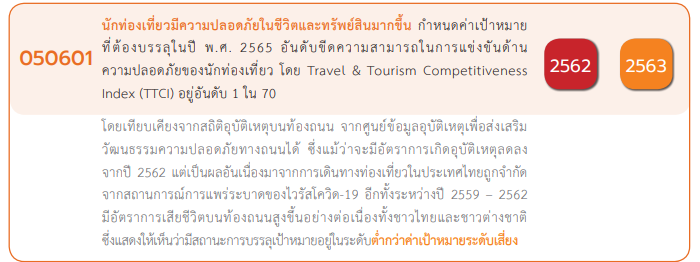 นักท่องเที่ยวมีความปลอดภัยในชีวิตและทรัพย์สินมากขึ้น กำหนดค่าเป้าหมาย
ที่ต้องบรรลุในปี พ.ศ. 2565 อันดับขีดความสามารถในการแข่งขันด้าน
050601
ความปลอดภัยของนักท่องเที่ยว โดย Travel & Tourism Competitiveness
2562
2563
Index (TTCI) อยู่อันดับ 1 ใน 70
โดยเทียบเคียงจากสถิติอุบัติเหตุบนท้องถนน จากศูนย์ข้อมูลอุบัติเหตุเพื่อส่งเสริม
วัฒนธรรมความปลอดภัยทางถนนได้ ซึ่งแม้ว่าจะมีอัตราการเกิดอุบัติเหตุลดลง
จากปี 2562 แต่เป็นผลอันเนื่องมาจากการเดินทางท่องเที่ยวในประเทศไทยถูกจำกัด
จากสถานการณ์การแพร่ระบาดของไวรัสโควิด-19 อีกทั้งระหว่างปี 2559 – 2562
มีอัตราการเสียชีวิตบนท้องถนนสูงขึ้นอย่างต่อเนื่องทั้งชาวไทยและชาวต่างชาติ
ซึ่งแสดงให้เห็นว่ามีสถานะการบรรลุเป้าหมายอยู่ในระดับต่ำกว่าค่าเป้าหมายระดับเสี่ยง